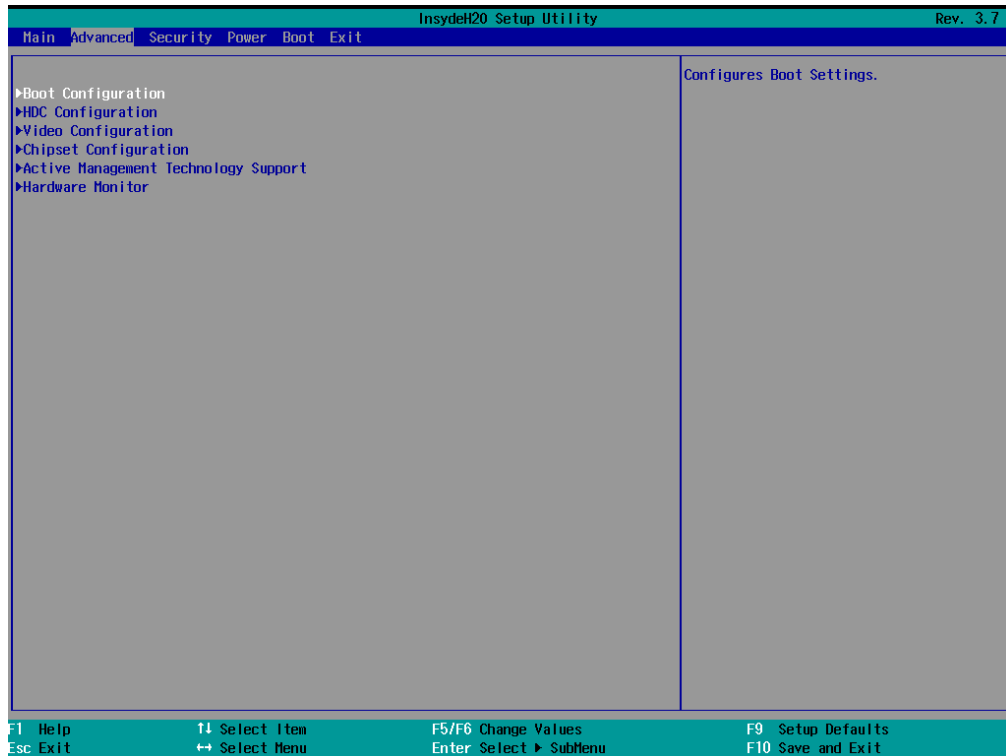 InsydeH20 Setup Utility Rev. 3.7
Main Advanced Security Power Boot Exit
Configures Boot Settings.
▶Boot Configuration
▶HDC Configuration
▶Video Configuration
▶Chipset Configuration
▶Active Management Technology Support
▶Hardware Monitor
F1 Help ↑↓ Select Item F5/F6 Change Values F9 Setup Defaults
Esc Exit ↔ Select Menu Enter Select ▶ SubMenu F10 Save and Exit